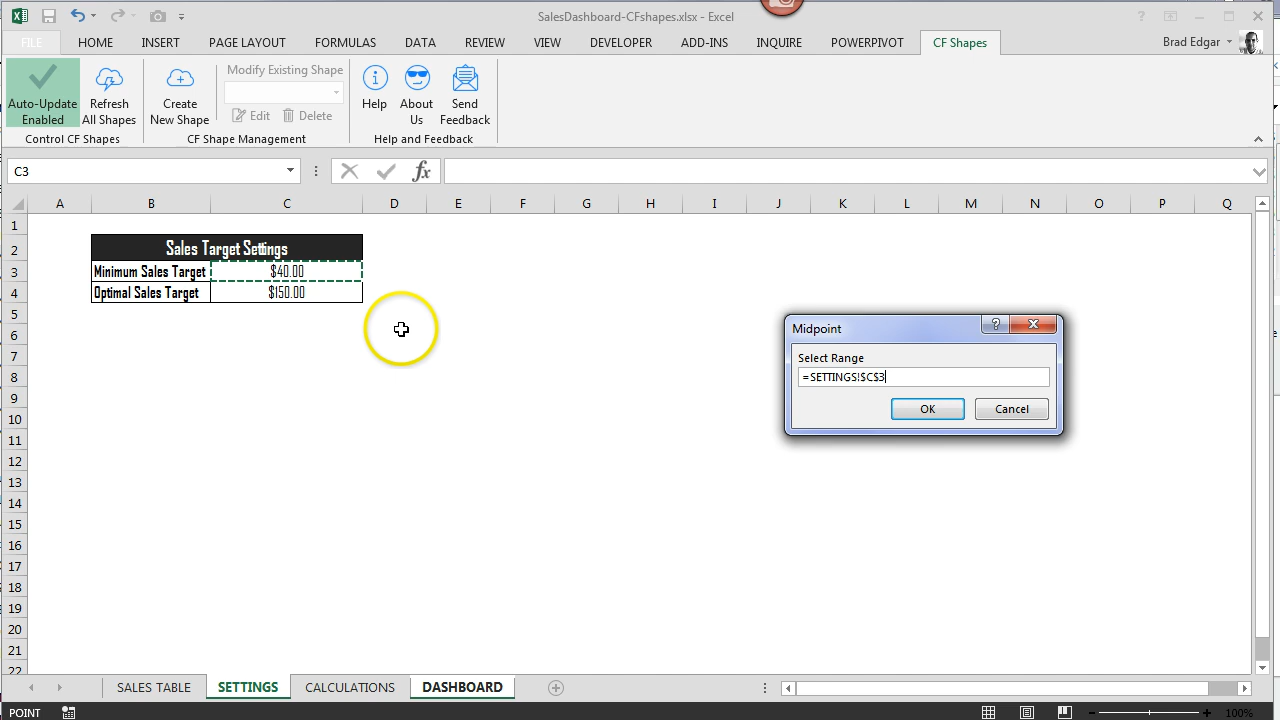 SalesDashboard-CFshapes.xlsx - Excel
FILE HOME INSERT PAGE LAYOUT FORMULAS DATA REVIEW VIEW DEVELOPER ADD-INS INQUIRE POWERPIVOT CF Shapes Brad Edgar
Modify Existing Shape
Auto-Update Enabled
Refresh All Shapes
Create New Shape
Edit Delete
Help
About Us
Send Feedback
Control CF Shapes CF Shape Management Help and Feedback
C3 fx
A B C D E F G H I J K L M N O P Q
1
2 Sales Target Settings
3 Minimum Sales Target $40.00
4 Optimal Sales Target $150.00
5
6
7
8
9
10
11
12
13
14
15
16
17
18
19
20
21
22
Midpoint ?
Select Range
=SETTINGS!$C$3
OK Cancel
SALES TABLE SETTINGS CALCULATIONS DASHBOARD
POINT 100%